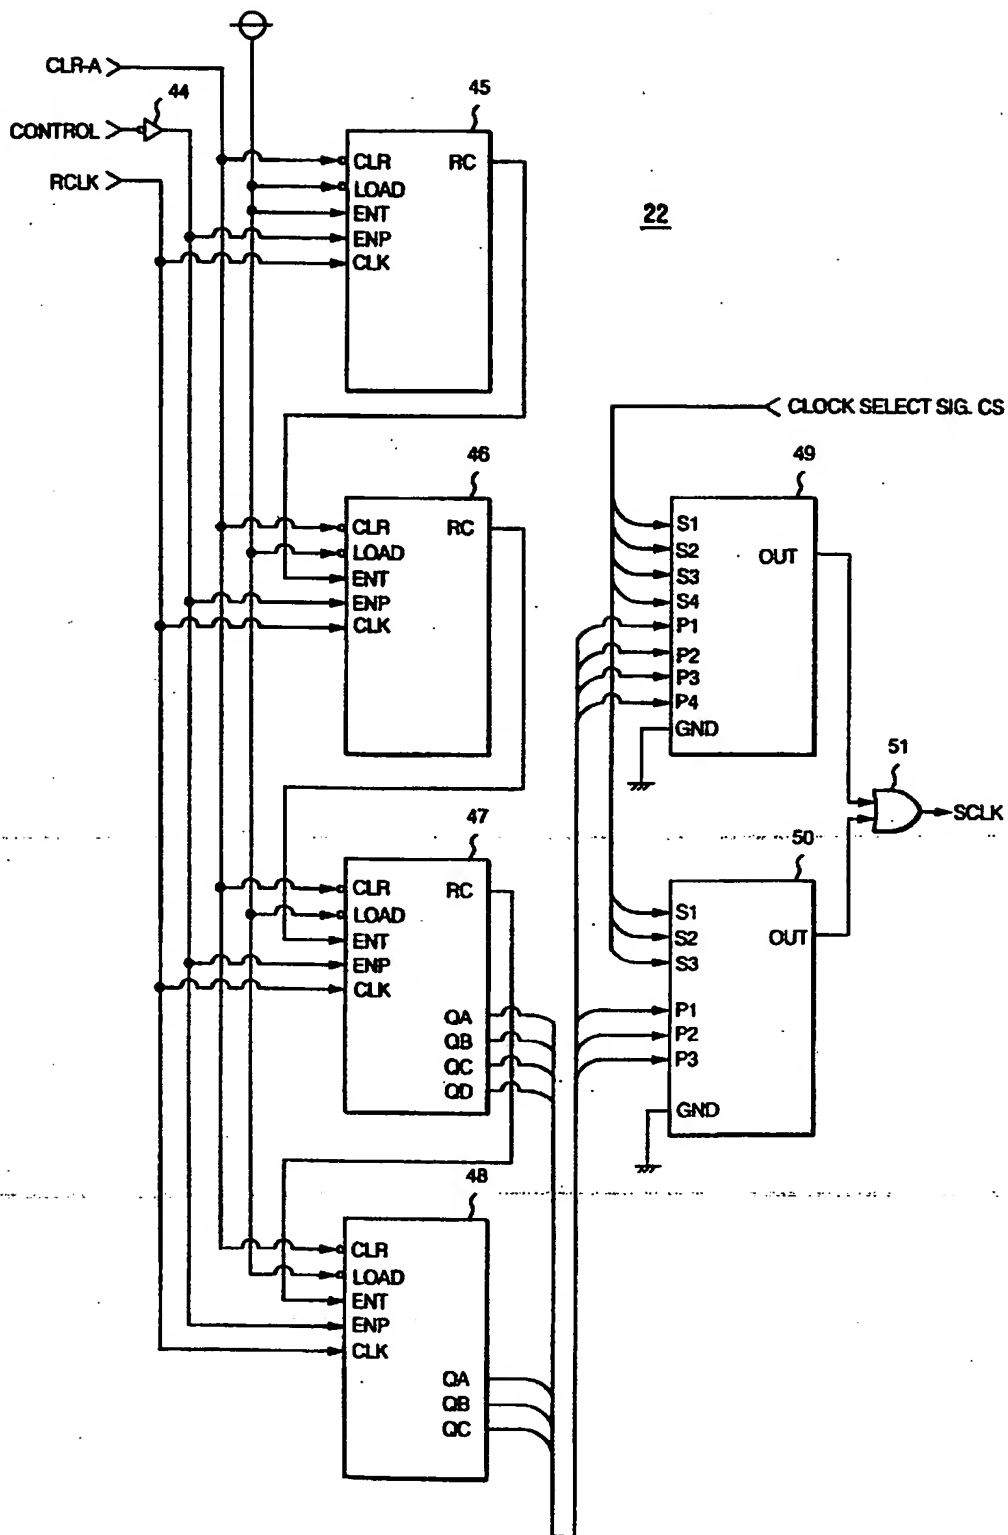 CLR-A
44
45
CONTROL
RCLK
CLR
RC
LOAD
ENT
ENP
CLK
22
CLOCK SELECT SIG. CS
46
CLR
RC
LOAD
ENT
ENP
CLK
49
S1
S2
S3
S4
P1
P2
P3
P4
GND
OUT
51
SCLK
47
CLR
RC
LOAD
ENT
ENP
CLK
QA
QB
QC
QD
50
S1
S2
S3
OUT
P1
P2
P3
GND
48
CLR
LOAD
ENT
ENP
CLK
QA
QB
QC